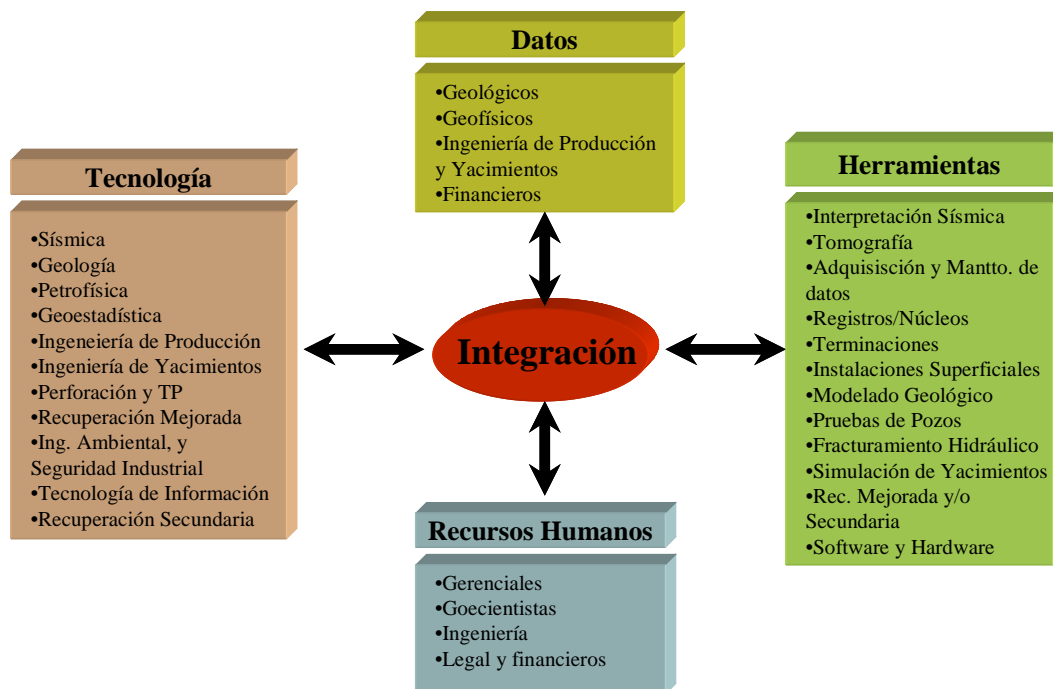 Datos
•Geológicos
•Geofísicos
•Ingeniería de Producción
y Yacimientos
•Financieros
Tecnología
•Sísmica
•Geología
•Petrofísica
•Geoestadística
•Ingeneiería de Producción
•Ingeniería de Yacimientos
•Perforación y TP
•Recuperación Mejorada
•Ing. Ambiental, y
Seguridad Industrial
•Tecnología de Información
•Recuperación Secundaria
Integración
Herramientas
•Interpretación Sísmica
•Tomografía
•Adquisisción y Mantto. de
datos
•Registros/Núcleos
•Terminaciones
•Instalaciones Superficiales
•Modelado Geológico
•Pruebas de Pozos
•Fracturamiento Hidráulico
•Simulación de Yacimientos
•Rec. Mejorada y/o
Secundaria
•Software y Hardware
Recursos Humanos
•Gerenciales
•Goecientistas
•Ingeniería
•Legal y financieros